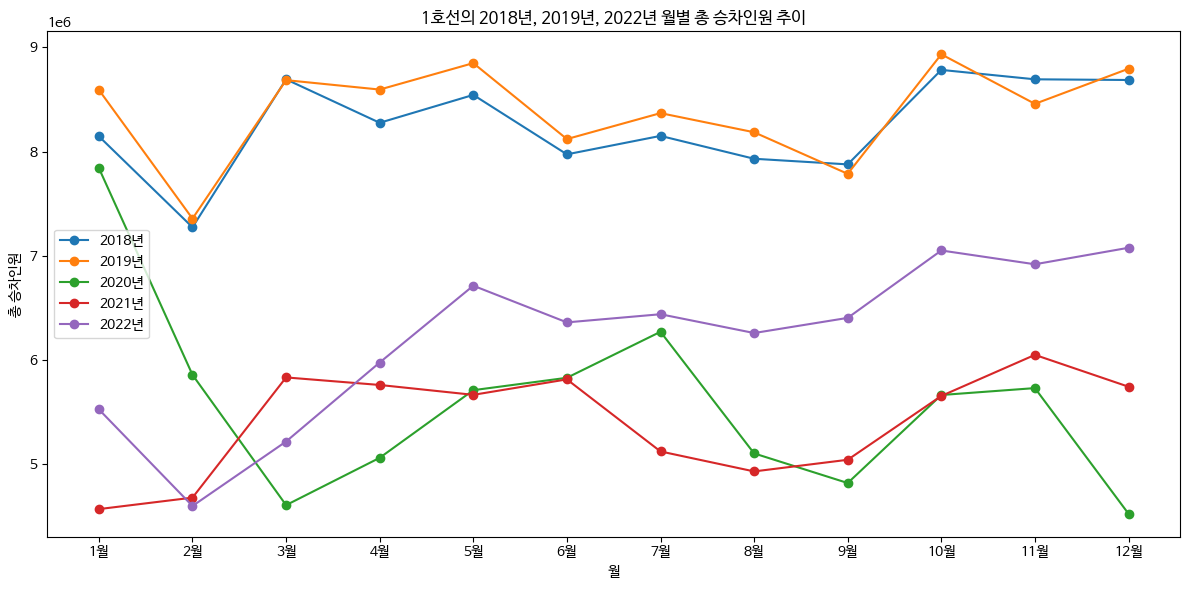 1호선의 2018년, 2019년, 2022년 월별 총 승차인원 추이
1e6
9
8
7
6
5
총 승차인원
2018년
2019년
2020년
2021년
2022년
1월 2월 3월 4월 5월 6월 7월 8월 9월 10월 11월 12월
월